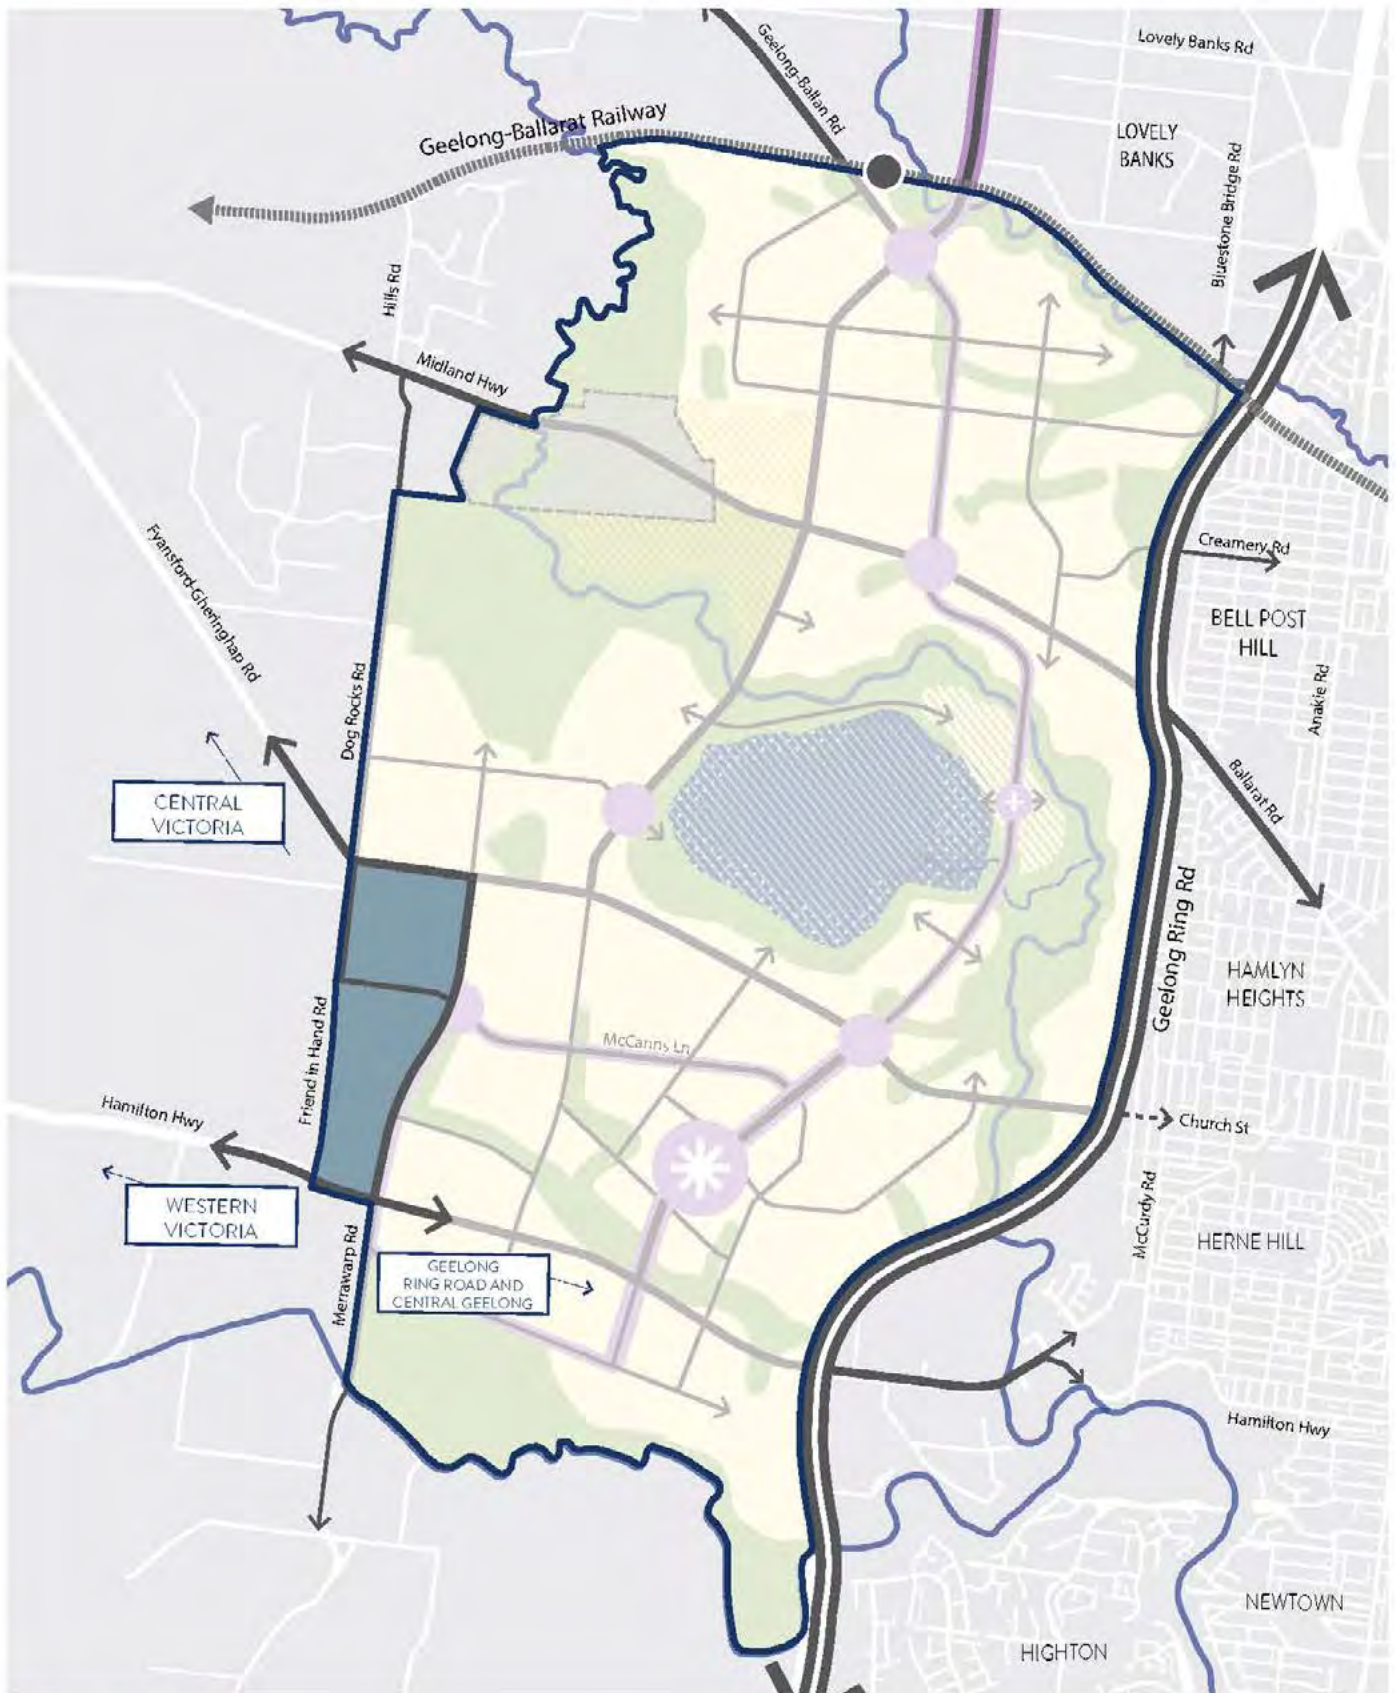 Lovely Banks Rd
Geelong-Ballan Rd
Geelong-Ballarat Railway
LOVELY
BANKS
Bluestone Bridge Rd
Hills Rd
Midland Hwy
Creamery Rd
Fyansford-Gheringhap Rd
BELL POST
HILL
Anakie Rd
Dog Rocks Rd
Ballarat Rd
CENTRAL
VICTORIA
Geelong Ring Rd
HAMLYN
HEIGHTS
Friend in Hand Rd
McCanns Ln
Hamilton Hwy
Church St
WESTERN
VICTORIA
McCurdy Rd
HERNE HILL
Merrawarp Rd
GEELONG
RING ROAD AND
CENTRAL GEELONG
Hamilton Hwy
NEWTOWN
HIGHTON